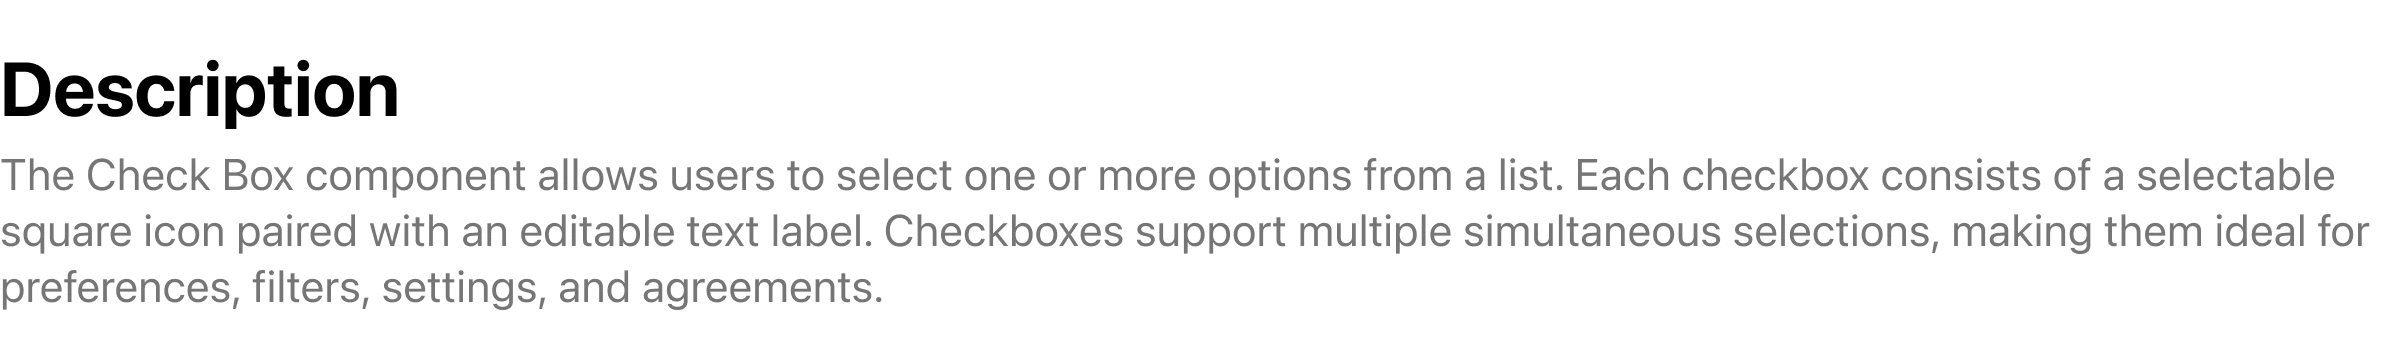 Description
The Check Box component allows users to select one or more options from a list. Each checkbox consists of a selectable
square icon paired with an editable text label. Checkboxes support multiple simultaneous selections, making them ideal for
preferences, filters, settings, and agreements.